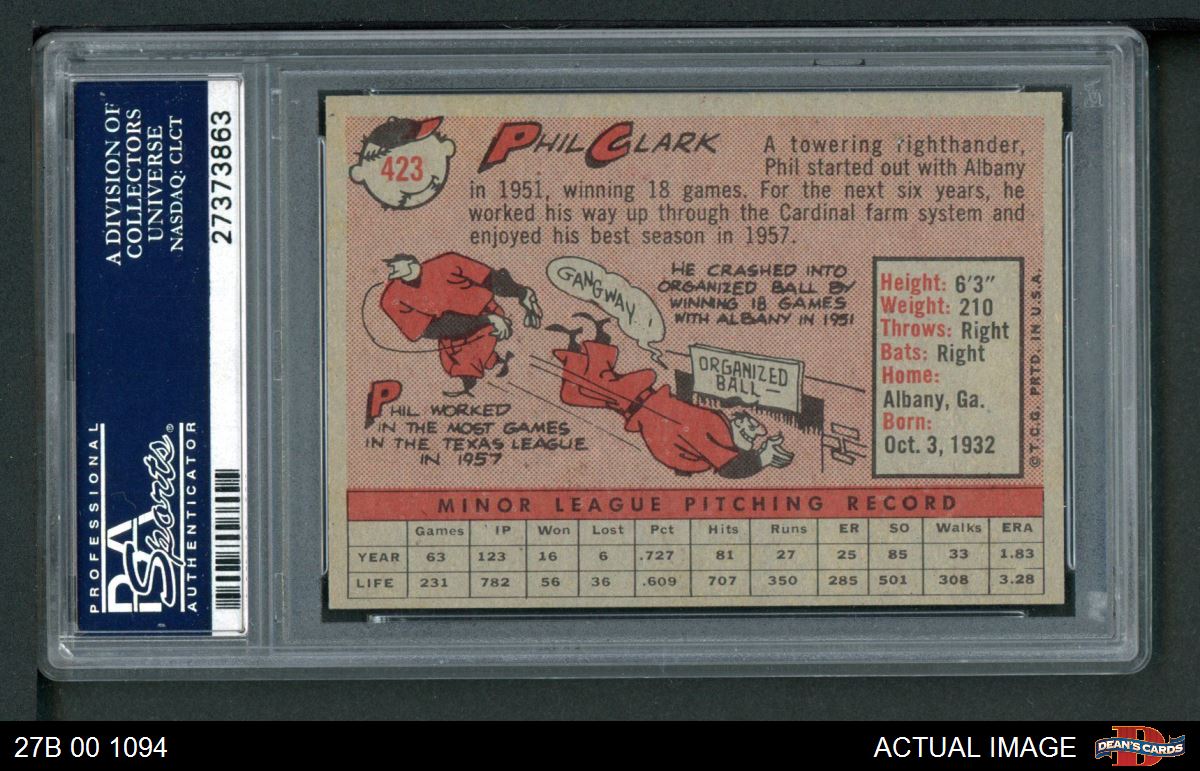 A DIVISION OF
COLLECTORS
UNIVERSE
NASDAQ: CLCT
27373863
PROFESSIONAL
PSA
Sports®
AUTHENTICATOR
423
PHIL CLARK
A towering righthander,
Phil started out with Albany
in 1951, winning 18 games. For the next six years, he
worked his way up through the Cardinal farm system and
enjoyed his best season in 1957.
GANGWAY!
HE CRASHED INTO
ORGANIZED BALL BY
WINNING 18 GAMES
WITH ALBANY IN 1951
ORGANIZED
BALL—
PHIL WORKED
IN THE MOST GAMES
IN THE TEXAS LEAGUE
IN 1957
Height: 6'3"
Weight: 210
Throws: Right
Bats: Right
Home:
Albany, Ga.
Born:
Oct. 3, 1932
©T.C.G. PRTD. IN U.S.A.
MINOR LEAGUE PITCHING RECORD
Games IP Won Lost Pct Hits Runs ER SO Walks ERA
YEAR 63 123 16 6 .727 81 27 25 85 33 1.83
LIFE 231 782 56 36 .609 707 350 285 501 308 3.28
27B 00 1094
ACTUAL IMAGE
D
DEAN'S CARDS